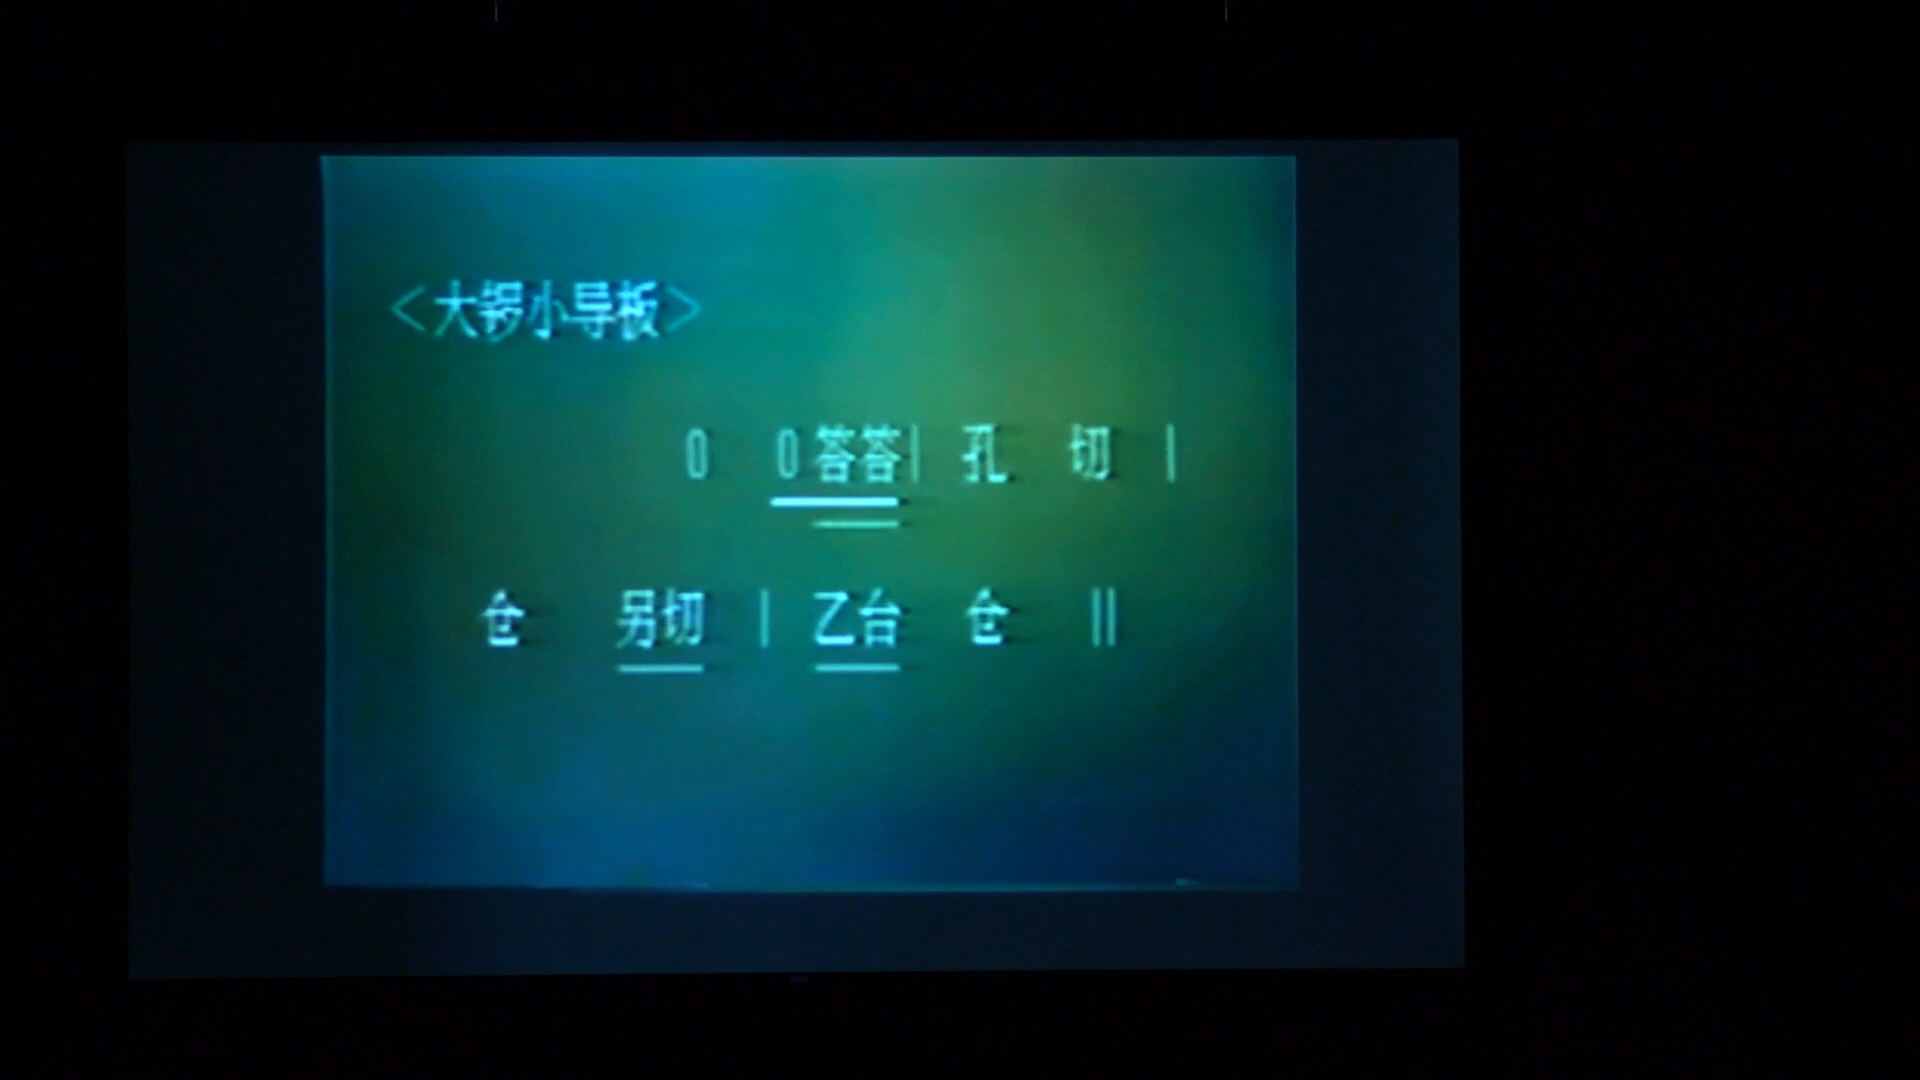 <大锣小导板>
0 0答答| 孔 切 |
仓 另切 | 乙台 仓 ||